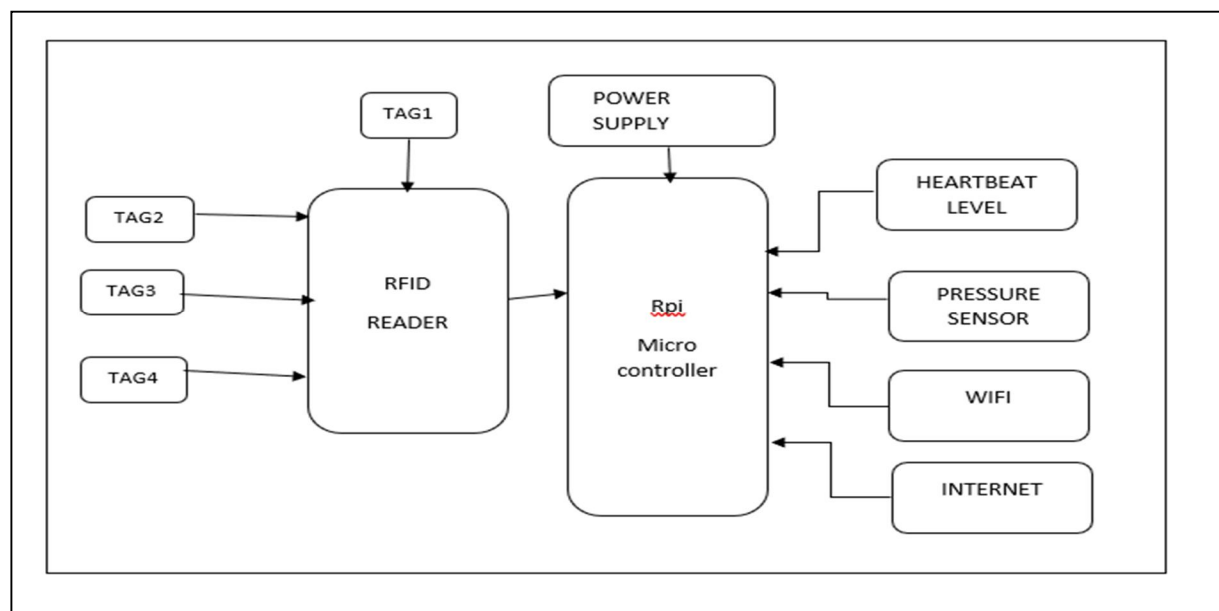 TAG1
POWER
SUPPLY
TAG2
TAG3
TAG4
RFID
READER
Rpi
Micro
controller
HEARTBEAT
LEVEL
PRESSURE
SENSOR
WIFI
INTERNET